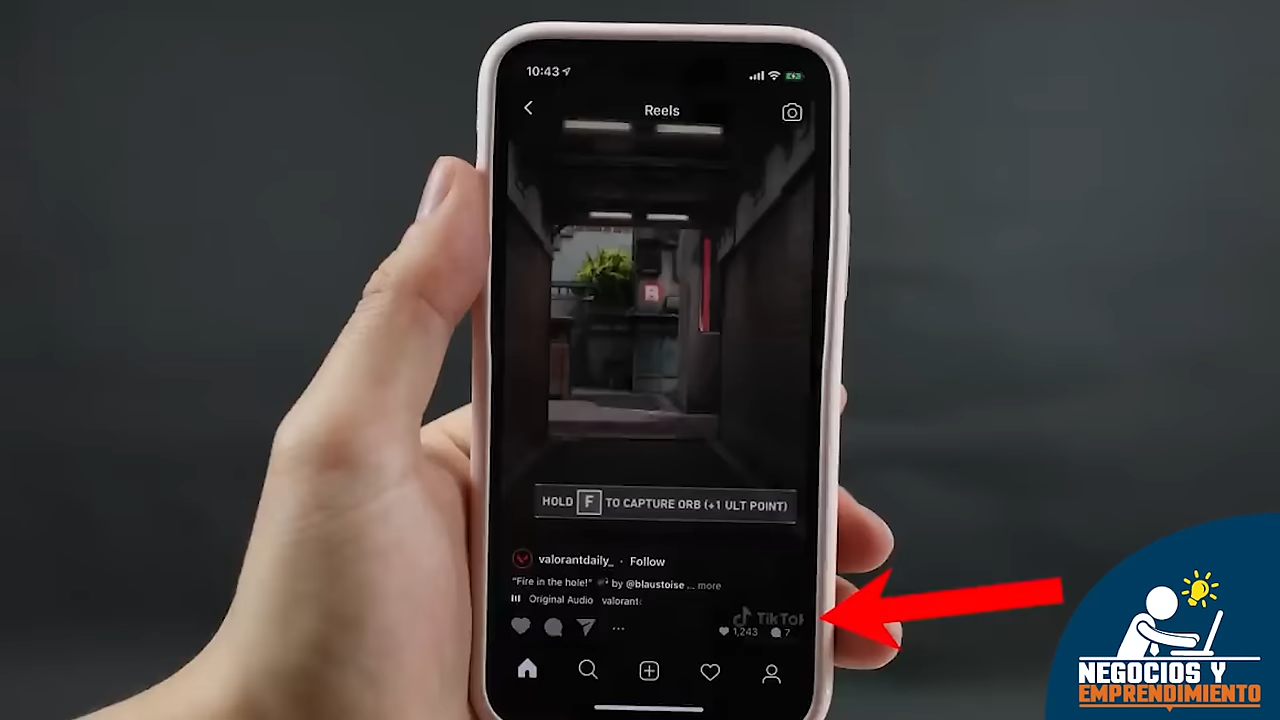 10:43
Reels
B
HOLD F TO CAPTURE ORB (+1 ULT POINT)
valorantdaily_ · Follow
"Fire in the hole!" by @blaustoise ... more
Original Audio valorant
TikTok
1,243 7
NEGOCIOS Y
EMPRENDIMIENTO